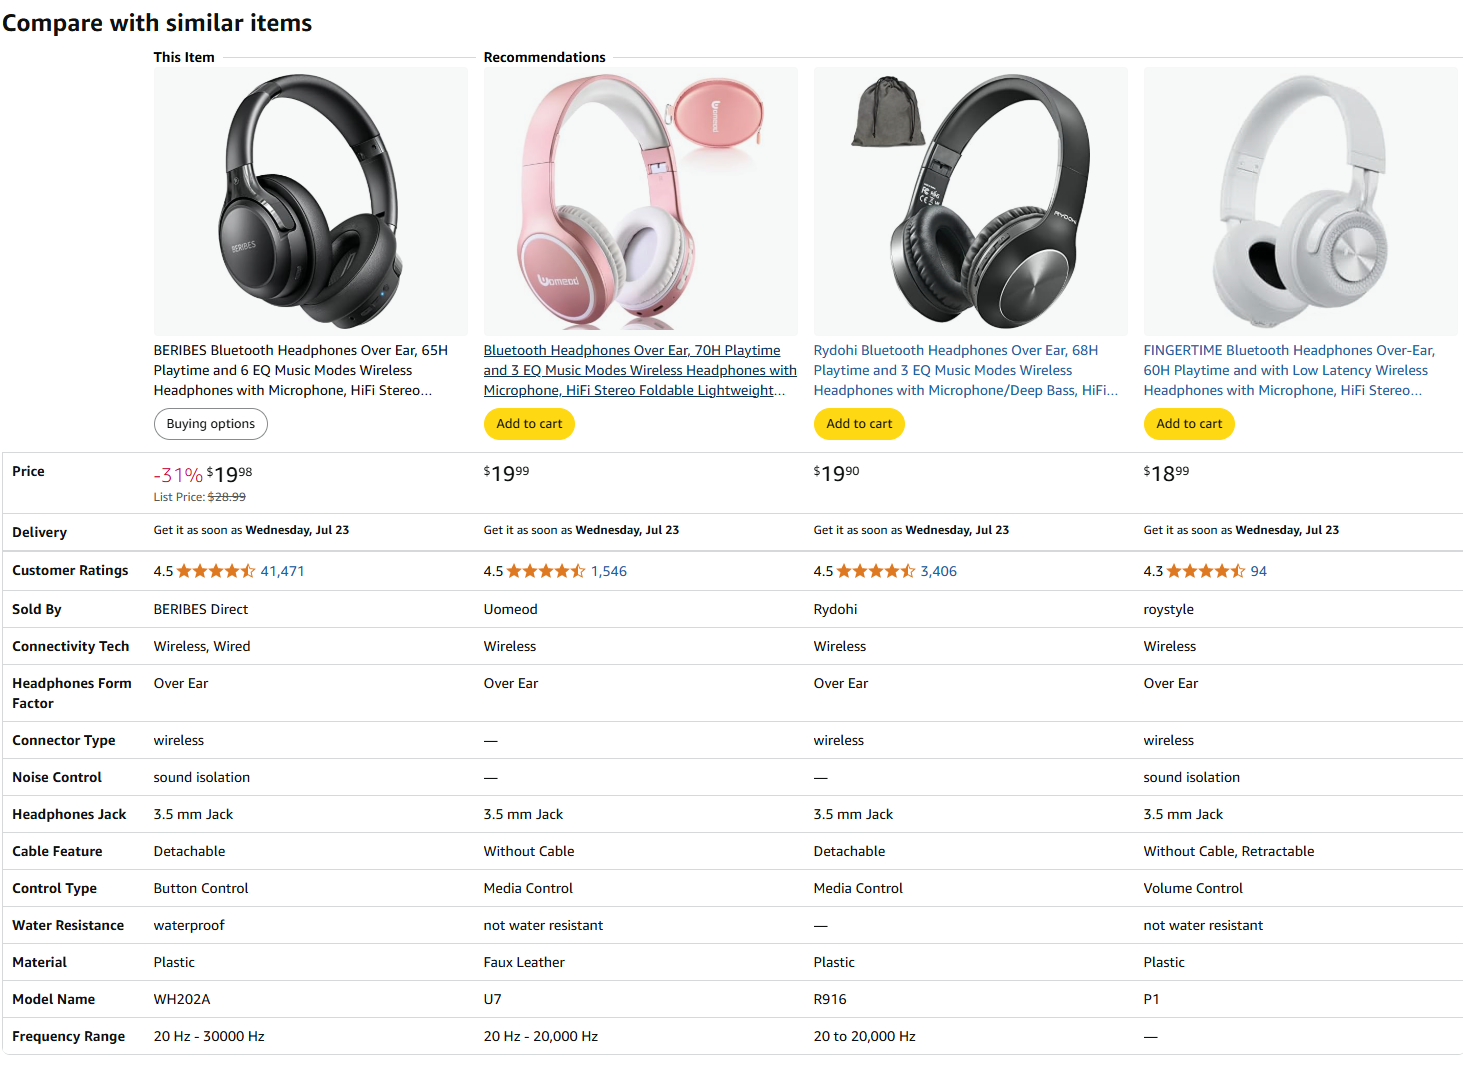 Compare with similar items
This Item
Recommendations
BERIBES
Uomeod
Uomeod
RYDOHI
BERIBES Bluetooth Headphones Over Ear, 65H
Playtime and 6 EQ Music Modes Wireless
Headphones with Microphone, HiFi Stereo...
Buying options
Bluetooth Headphones Over Ear, 70H Playtime
and 3 EQ Music Modes Wireless Headphones with
Microphone, HiFi Stereo Foldable Lightweight...
Add to cart
Rydohi Bluetooth Headphones Over Ear, 68H
Playtime and 3 EQ Music Modes Wireless
Headphones with Microphone/Deep Bass, HiFi...
Add to cart
FINGERTIME Bluetooth Headphones Over-Ear,
60H Playtime and with Low Latency Wireless
Headphones with Microphone, HiFi Stereo...
Add to cart
Price -31% $19.98 $19.99 $19.90 $18.99
List Price: $28.99
Delivery Get it as soon as Wednesday, Jul 23 Get it as soon as Wednesday, Jul 23 Get it as soon as Wednesday, Jul 23 Get it as soon as Wednesday, Jul 23
Customer Ratings 4.5 41,471 4.5 1,546 4.5 3,406 4.3 94
Sold By BERIBES Direct Uomeod Rydohi roystyle
Connectivity Tech Wireless, Wired Wireless Wireless Wireless
Headphones Form
Factor Over Ear Over Ear Over Ear Over Ear
Connector Type wireless — wireless wireless
Noise Control sound isolation — — sound isolation
Headphones Jack 3.5 mm Jack 3.5 mm Jack 3.5 mm Jack 3.5 mm Jack
Cable Feature Detachable Without Cable Detachable Without Cable, Retractable
Control Type Button Control Media Control Media Control Volume Control
Water Resistance waterproof not water resistant — not water resistant
Material Plastic Faux Leather Plastic Plastic
Model Name WH202A U7 R916 P1
Frequency Range 20 Hz - 30000 Hz 20 Hz - 20,000 Hz 20 to 20,000 Hz —